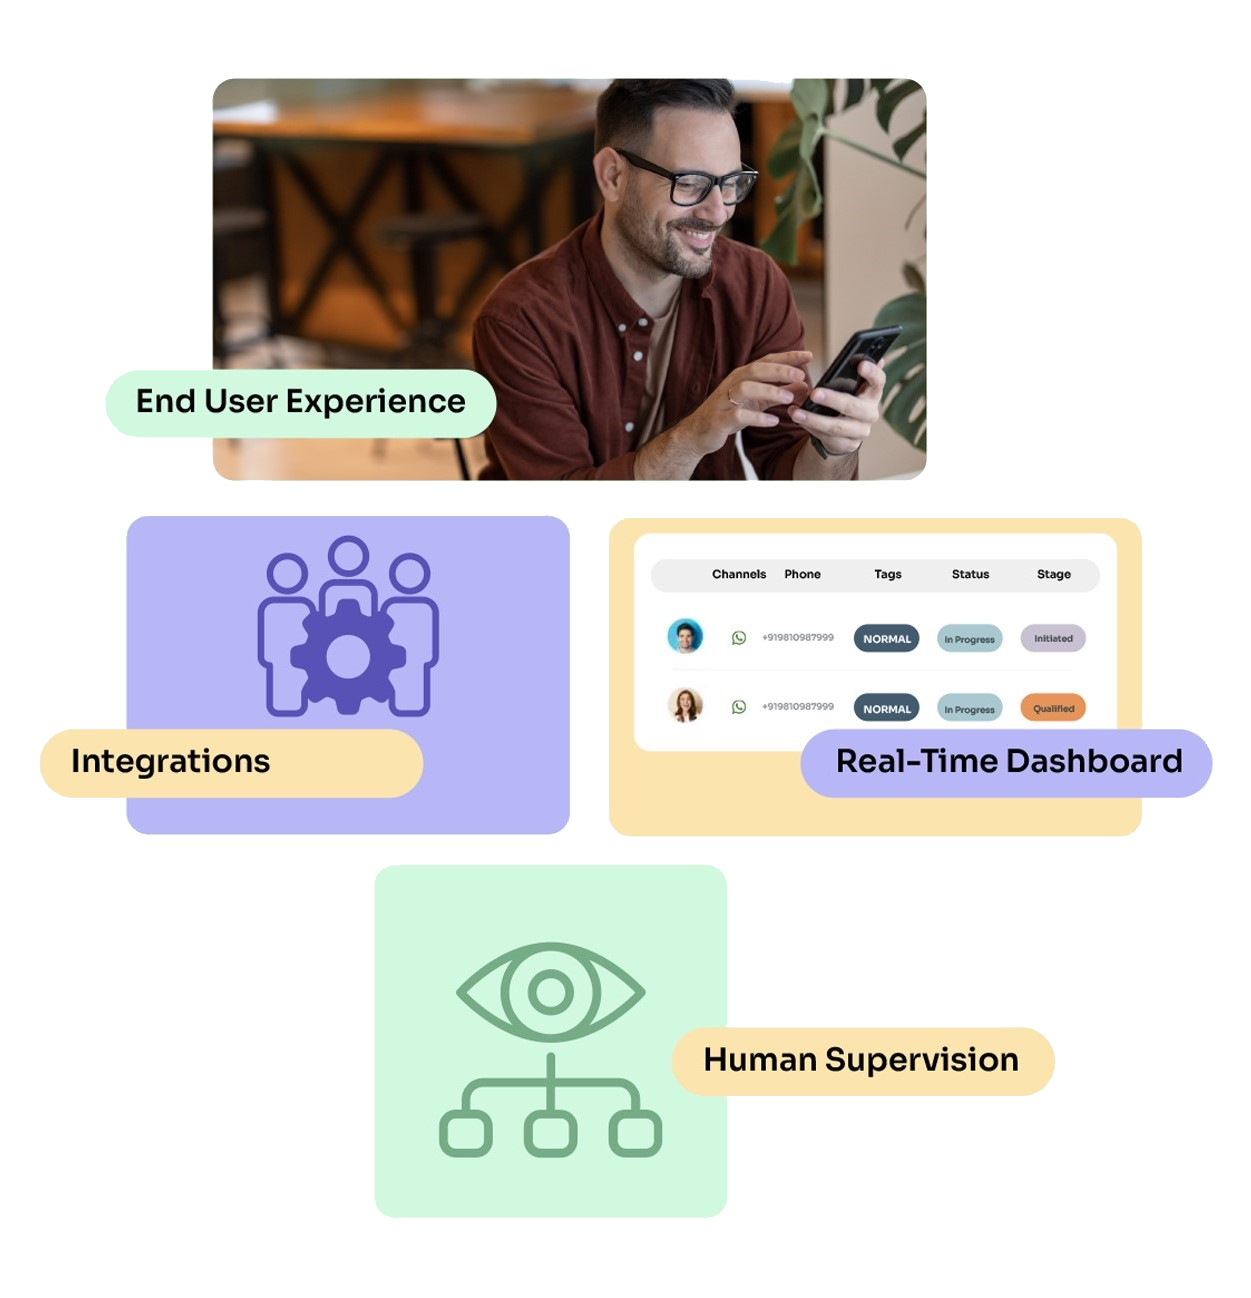 End User Experience
Channels Phone Tags Status Stage
+919810987999 NORMAL In Progress Initiated
+919810987999 NORMAL In Progress Qualified
Integrations
Real-Time Dashboard
Human Supervision